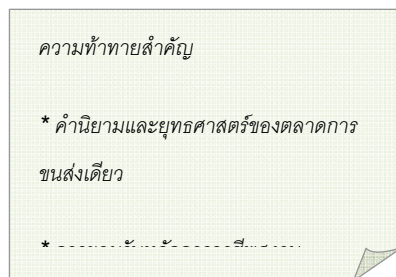 ความท้าทายสำคัญ
* คำนิยามและยุทธศาสตร์ของตลาดการ
ขนส่งเดียว
*